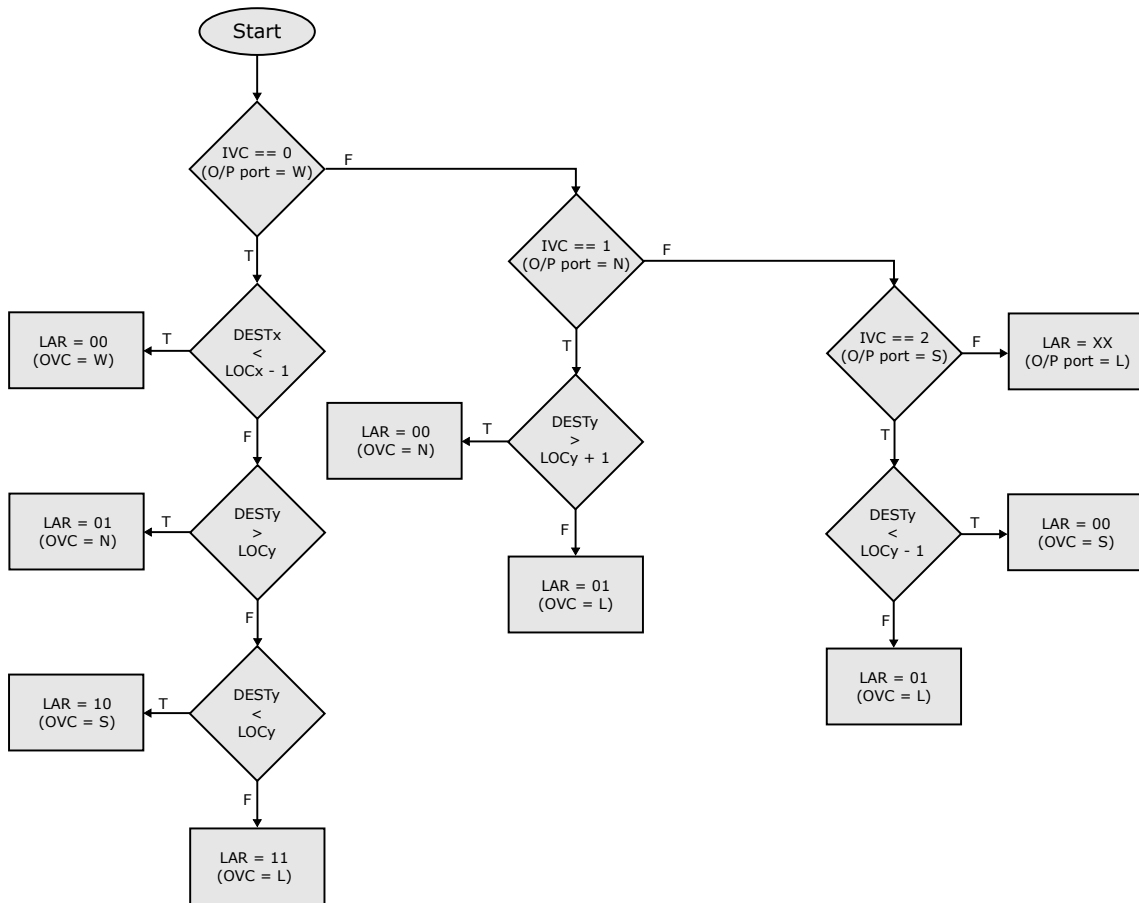 Start
IVC == 0
(O/P port = W)
F
T
IVC == 1
(O/P port = N)
F
T
IVC == 2
(O/P port = S)
F
T
LAR = XX
(O/P port = L)
DESTx
<
LOCx - 1
T
F
LAR = 00
(OVC = W)
DESTy
>
LOCy + 1
T
F
LAR = 00
(OVC = N)
LAR = 01
(OVC = L)
DESTy
<
LOCy - 1
T
F
LAR = 00
(OVC = S)
LAR = 01
(OVC = L)
DESTy
>
LOCy
T
F
LAR = 01
(OVC = N)
DESTy
<
LOCy
T
F
LAR = 10
(OVC = S)
LAR = 11
(OVC = L)